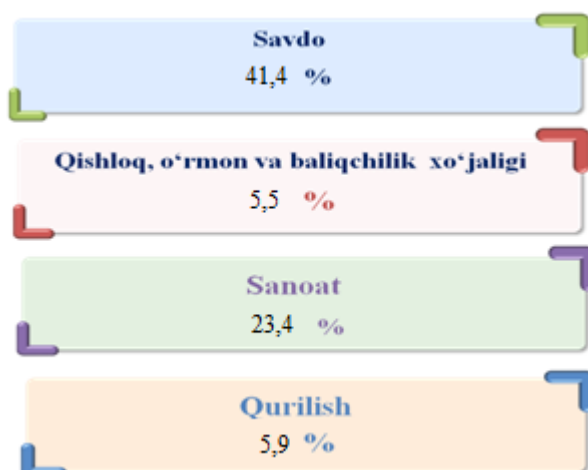 Savdo
41,4 %
Qishloq, o‘rmon va baliqchilik xo‘jaligi
5,5 %
Sanoat
23,4 %
Qurilish
5,9 %